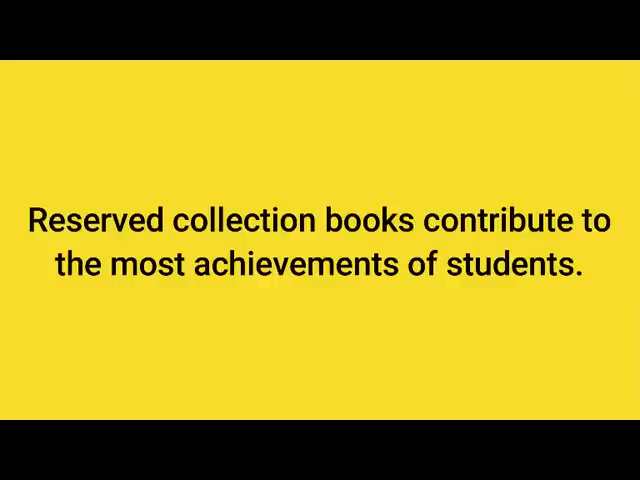 Reserved collection books contribute to
the most achievements of students.